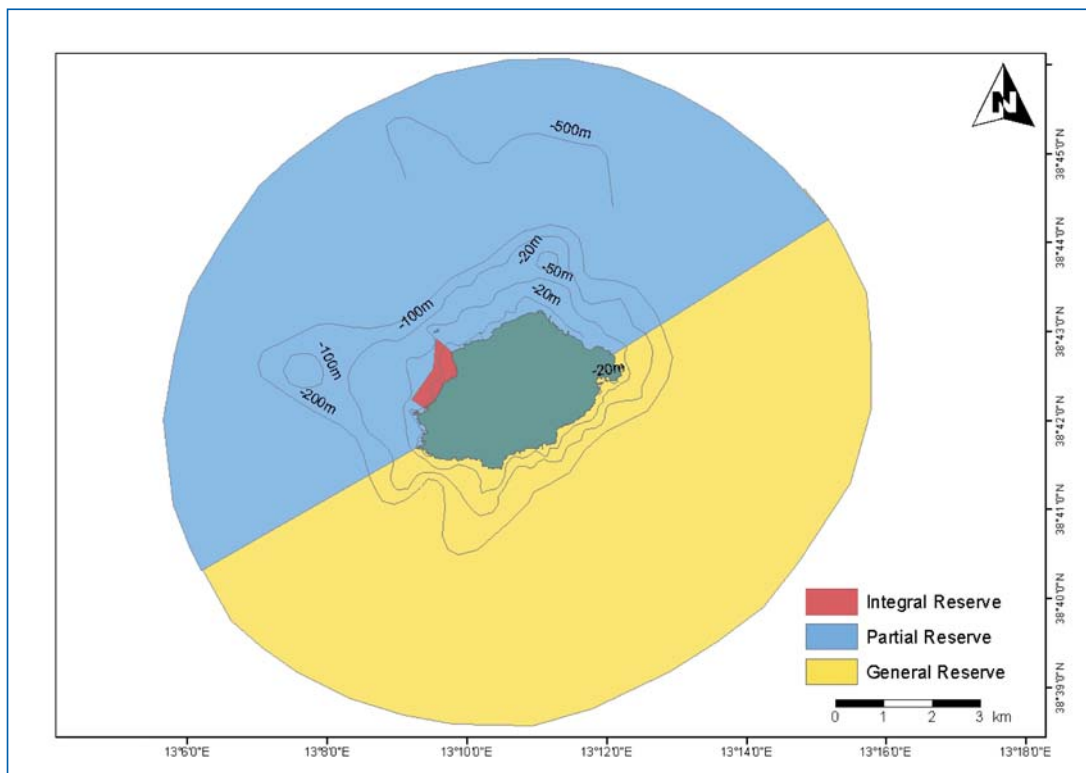 N
-500m
-20m
-50m
-20m
-100m
-100m
-200m
-20m
38°45'0"N
38°44'0"N
38°43'0"N
38°42'0"N
38°41'0"N
38°40'0"N
38°39'0"N
Integral Reserve
Partial Reserve
General Reserve
0 1 2 3 km
13°6'0"E 13°8'0"E 13°10'0"E 13°12'0"E 13°14'0"E 13°16'0"E 13°18'0"E